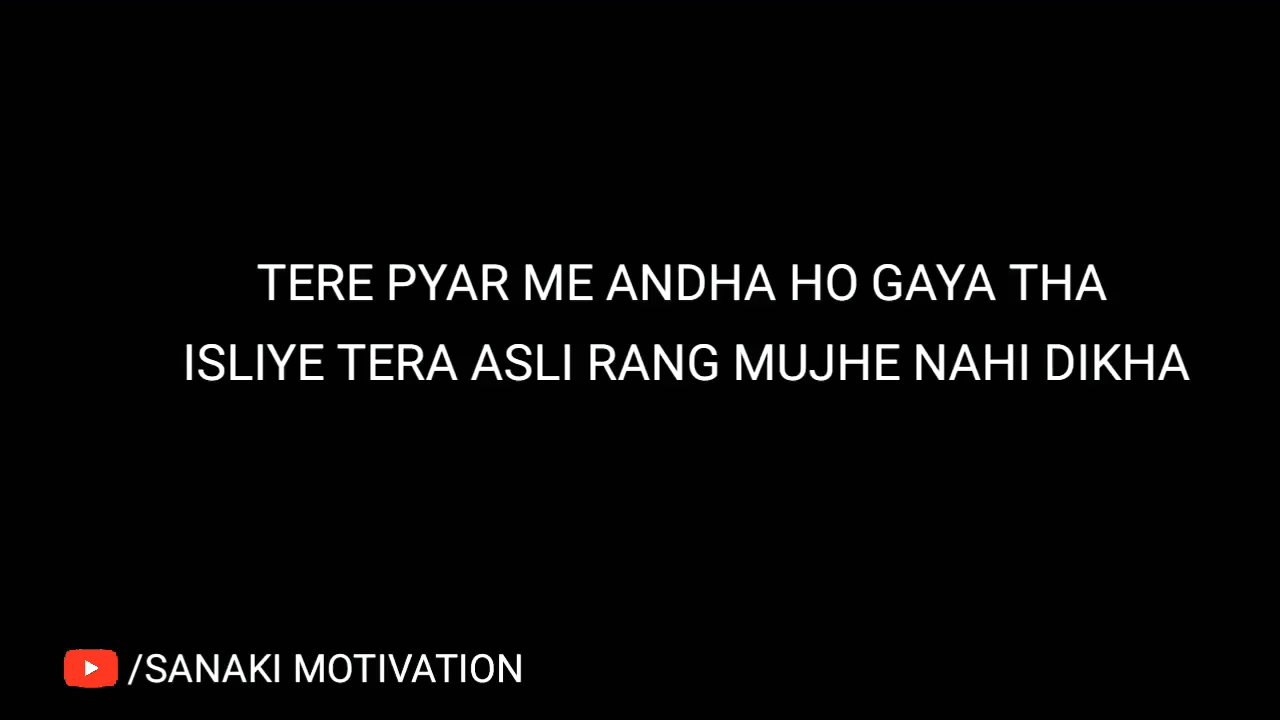 TERE PYAR ME ANDHA HO GAYA THA
ISLIYE TERA ASLI RANG MUJHE NAHI DIKHA
/SANAKI MOTIVATION